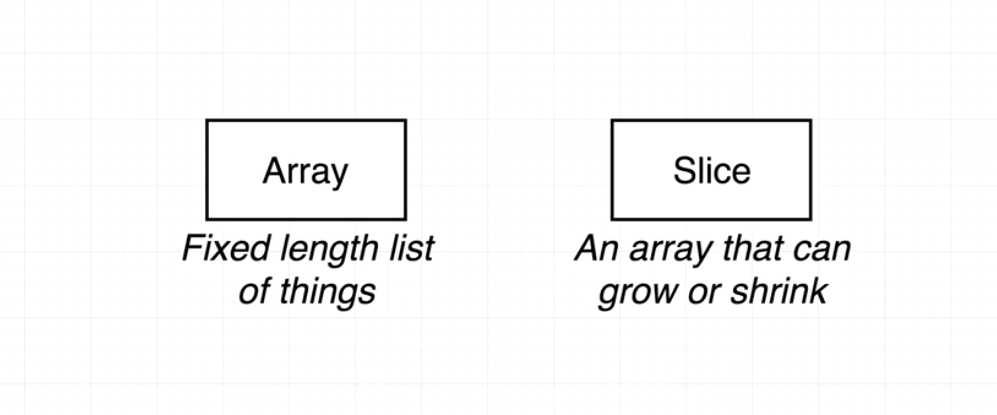 Array
Fixed length list
of things
Slice
An array that can
grow or shrink